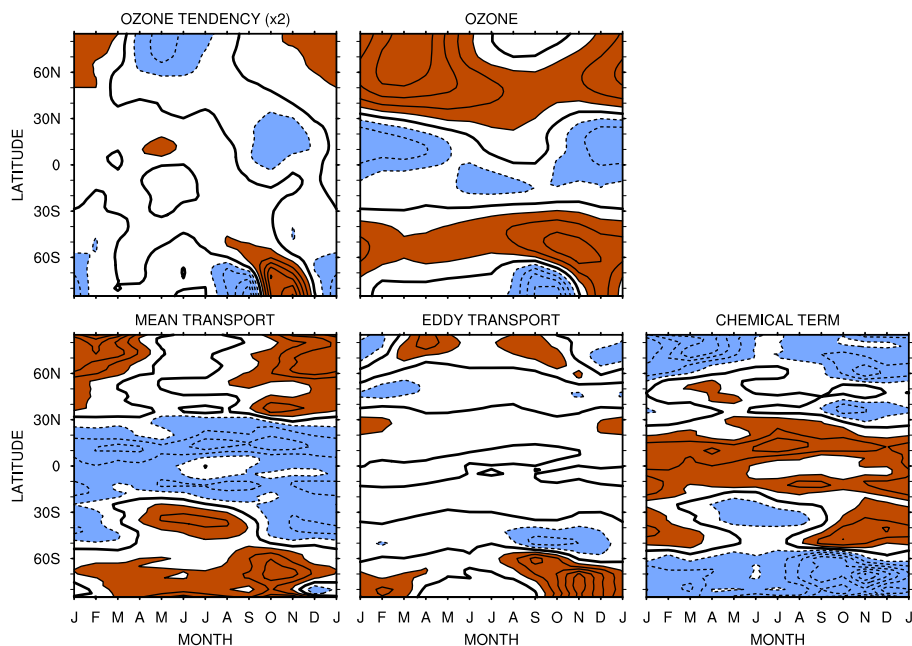 OZONE TENDENCY (x2)
OZONE
LATITUDE
60N
30N
0
30S
60S
MEAN TRANSPORT
EDDY TRANSPORT
CHEMICAL TERM
LATITUDE
60N
30N
0
30S
60S
J F M A M J J A S O N D J
J F M A M J J A S O N D J
J F M A M J J A S O N D J
MONTH
MONTH
MONTH